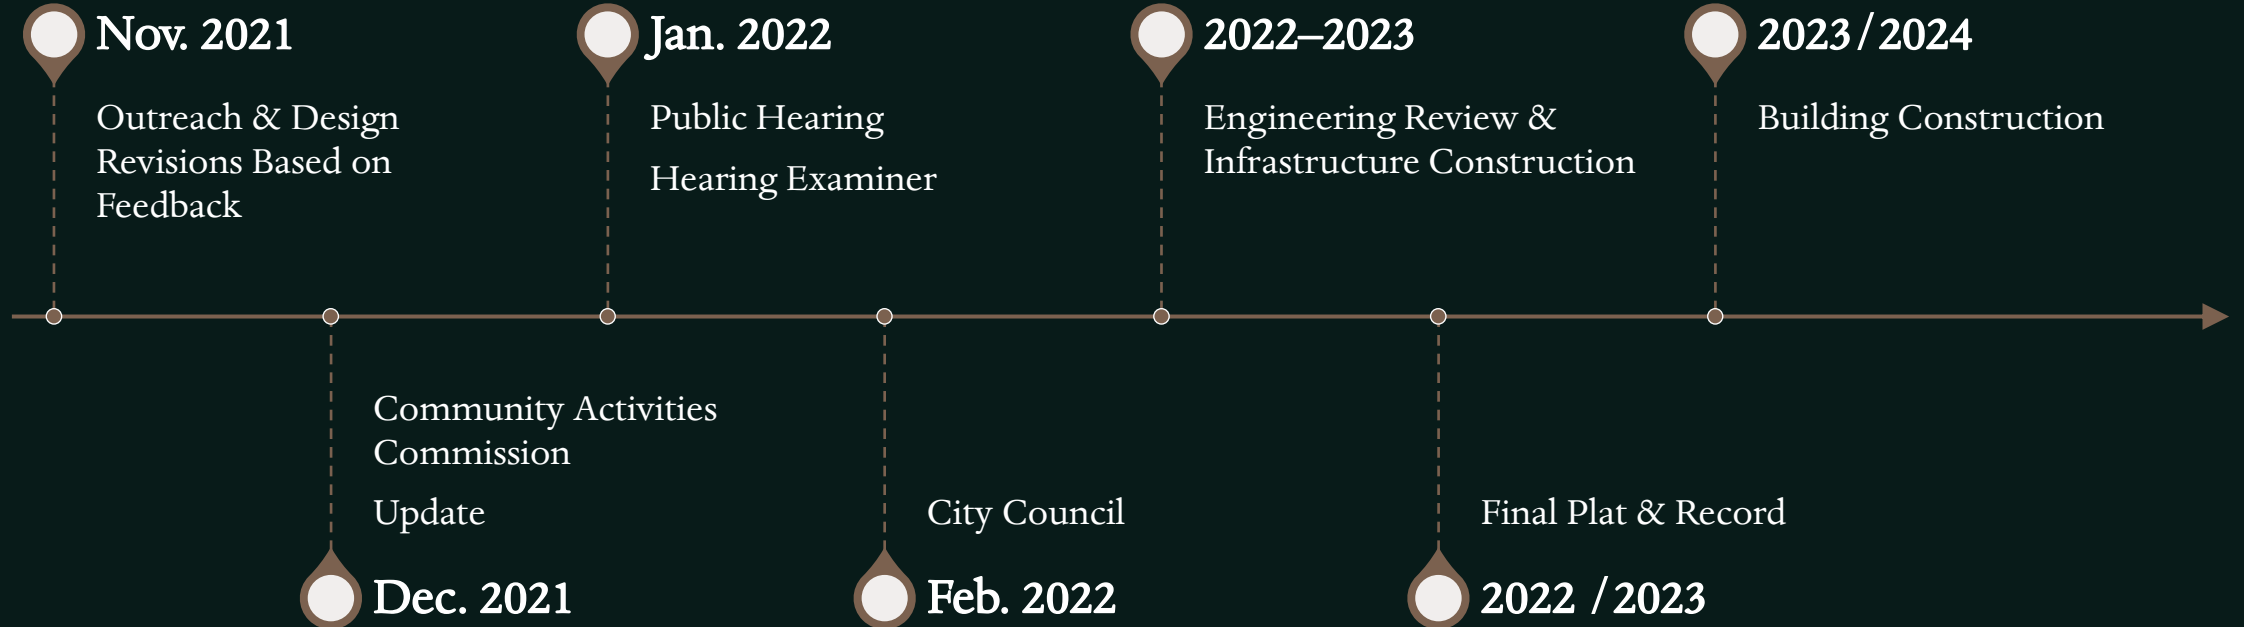 Nov. 2021
Outreach & Design
Revisions Based on
Feedback
Jan. 2022
Public Hearing
Hearing Examiner
2022–2023
Engineering Review &
Infrastructure Construction
2023/2024
Building Construction
Community Activities
Commission
Update
Dec. 2021
City Council
Feb. 2022
Final Plat & Record
2022 /2023